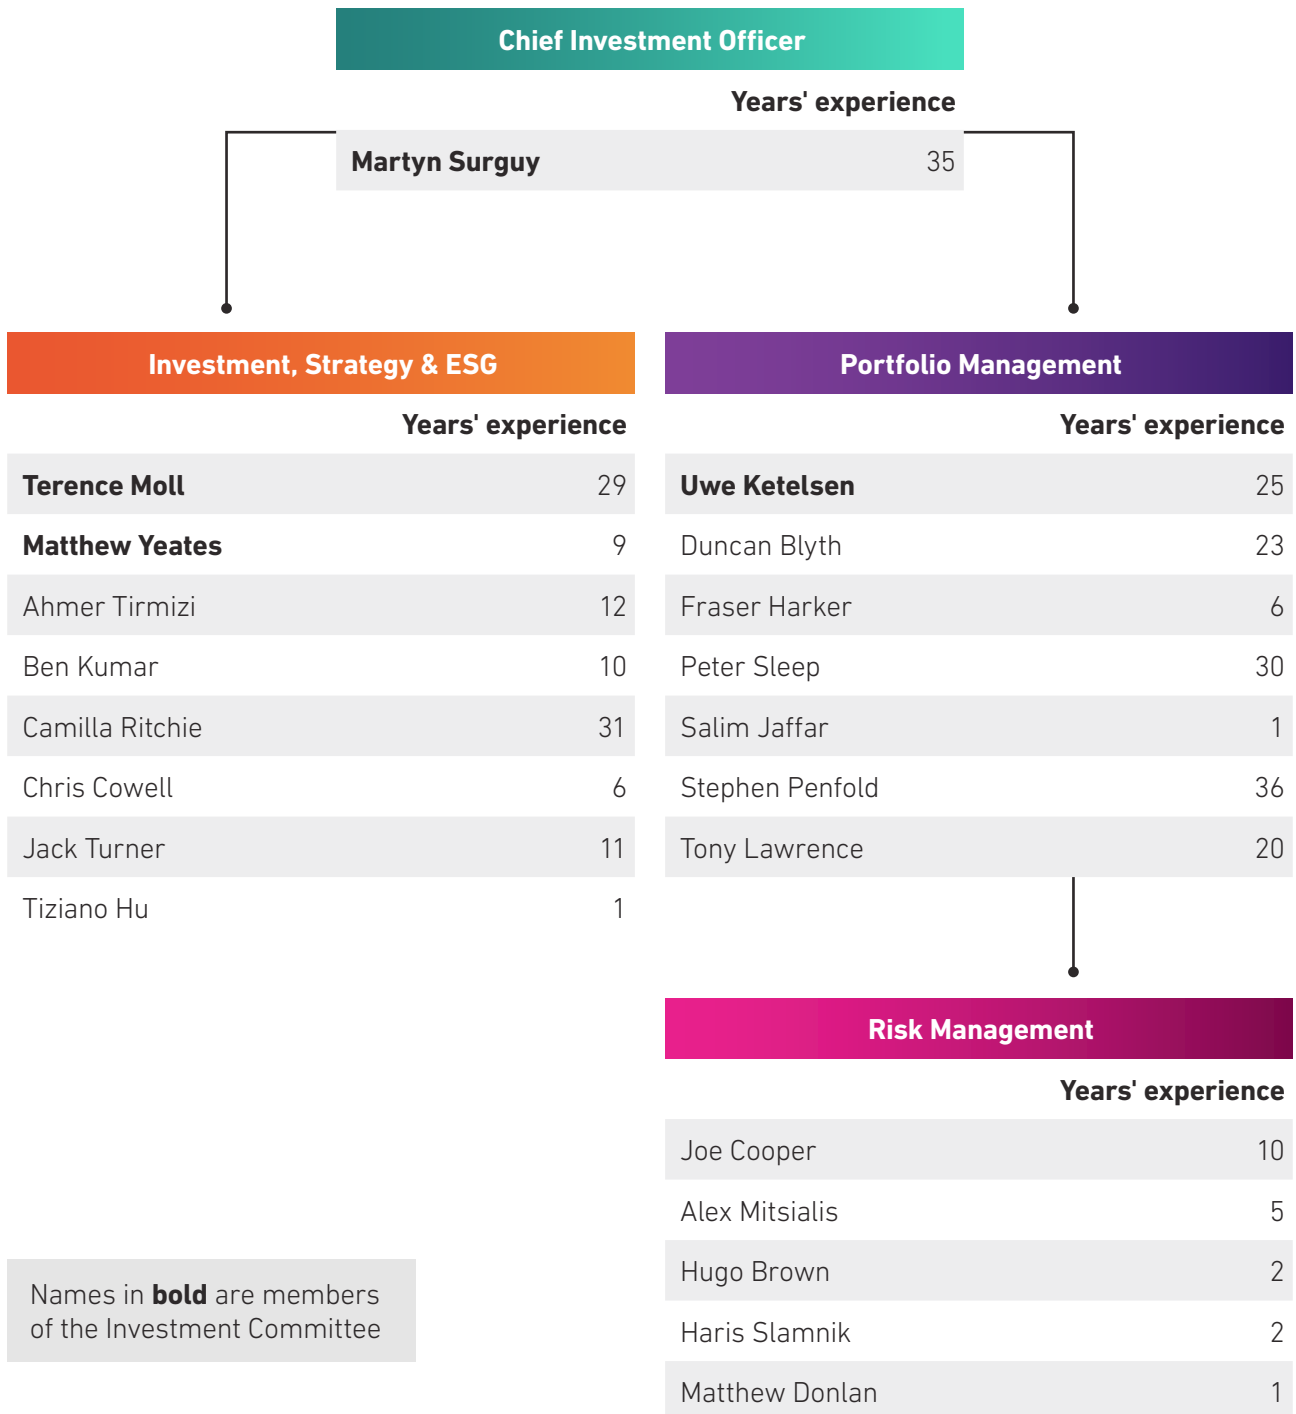 Chief Investment Officer
Years' experience
Martyn Surguy 35
Investment, Strategy & ESG
Years' experience
Terence Moll 29
Matthew Yeates 9
Ahmer Tirmizi 12
Ben Kumar 10
Camilla Ritchie 31
Chris Cowell 6
Jack Turner 11
Tiziano Hu 1
Portfolio Management
Years' experience
Uwe Ketelsen 25
Duncan Blyth 23
Fraser Harker 6
Peter Sleep 30
Salim Jaffar 1
Stephen Penfold 36
Tony Lawrence 20
Risk Management
Years' experience
Joe Cooper 10
Alex Mitsialis 5
Hugo Brown 2
Haris Slamnik 2
Matthew Donlan 1
Names in bold are members
of the Investment Committee